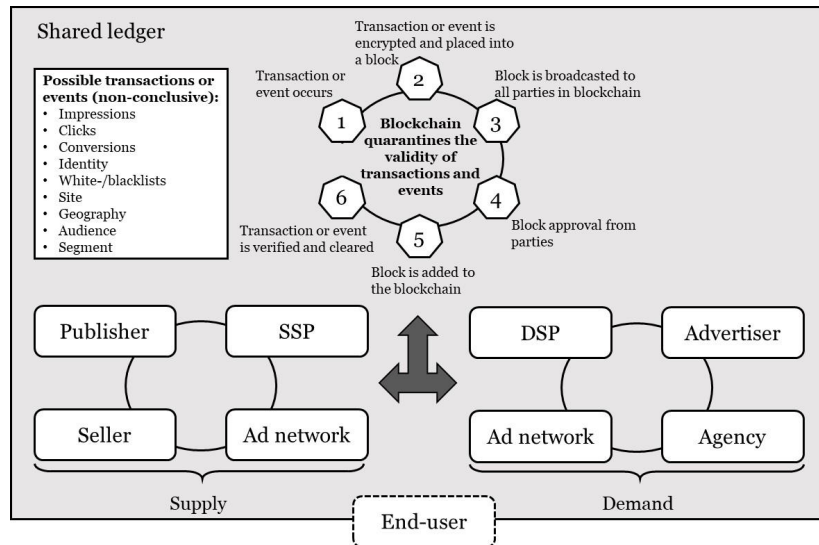 Shared ledger
Possible transactions or
events (non-conclusive):
• Impressions
• Clicks
• Conversions
• Identity
• White-/blacklists
• Site
• Geography
• Audience
• Segment
Transaction or
event occurs
1
Transaction or event is
encrypted and placed into
a block
2
Block is broadcasted to
all parties in blockchain
3
Blockchain
quarantines the
validity of
transactions and
events
4
Block approval from
parties
5
Block is added to
the blockchain
6
Transaction or event
is verified and cleared
Publisher
SSP
Seller
Ad network
Supply
DSP
Advertiser
Ad network
Agency
Demand
End-user